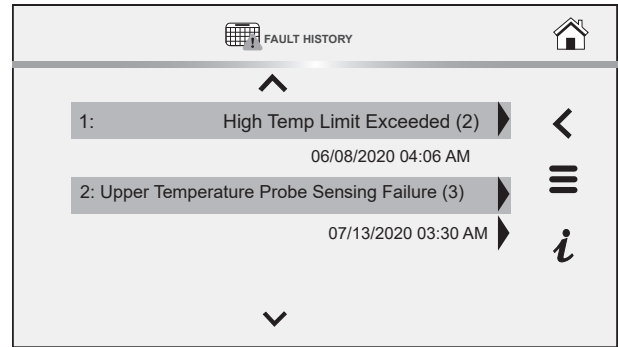 FAULT HISTORY
1: High Temp Limit Exceeded (2)
06/08/2020 04:06 AM
2: Upper Temperature Probe Sensing Failure (3)
07/13/2020 03:30 AM
i